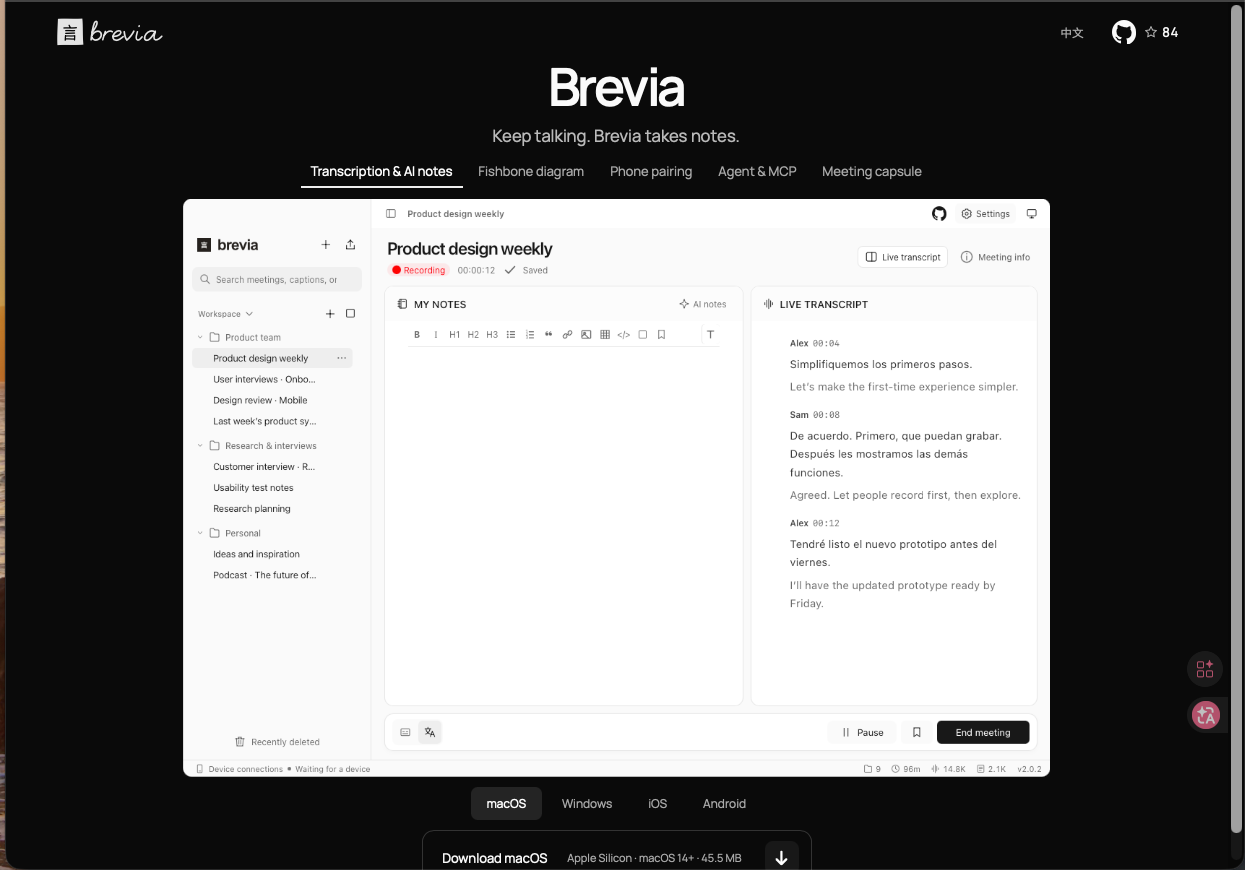 言 brevia
中文
84
Brevia
Keep talking. Brevia takes notes.
Transcription & AI notes
Fishbone diagram
Phone pairing
Agent & MCP
Meeting capsule
Product design weekly
Settings
言 brevia
Search meetings, captions, or
Workspace
Product team
Product design weekly
User interviews · Onbo...
Design review · Mobile
Last week's product sy...
Research & interviews
Customer interview · R...
Usability test notes
Research planning
Personal
Ideas and inspiration
Podcast · The future of...
Recently deleted
Product design weekly
Recording 00:00:12 Saved
Live transcript
Meeting info
MY NOTES
AI notes
B I H1 H2 H3 </> T
LIVE TRANSCRIPT
Alex 00:04
Simplifiquemos los primeros pasos.
Let's make the first-time experience simpler.
Sam 00:08
De acuerdo. Primero, que puedan grabar.
Después les mostramos las demás
funciones.
Agreed. Let people record first, then explore.
Alex 00:12
Tendré listo el nuevo prototipo antes del
viernes.
I'll have the updated prototype ready by
Friday.
Pause
End meeting
Device connections • Waiting for a device
9 96m 14.8K 2.1K v2.0.2
macOS
Windows
iOS
Android
Download macOS Apple Silicon · macOS 14+ · 45.5 MB